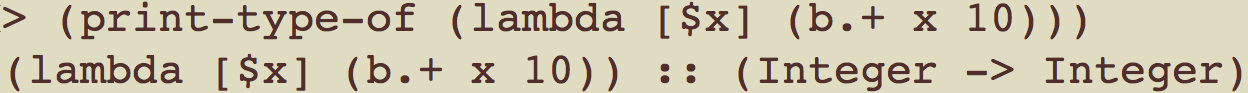 > (print-type-of (lambda [$x] (b.+ x 10)))
(lambda [$x] (b.+ x 10)) :: (Integer -> Integer)